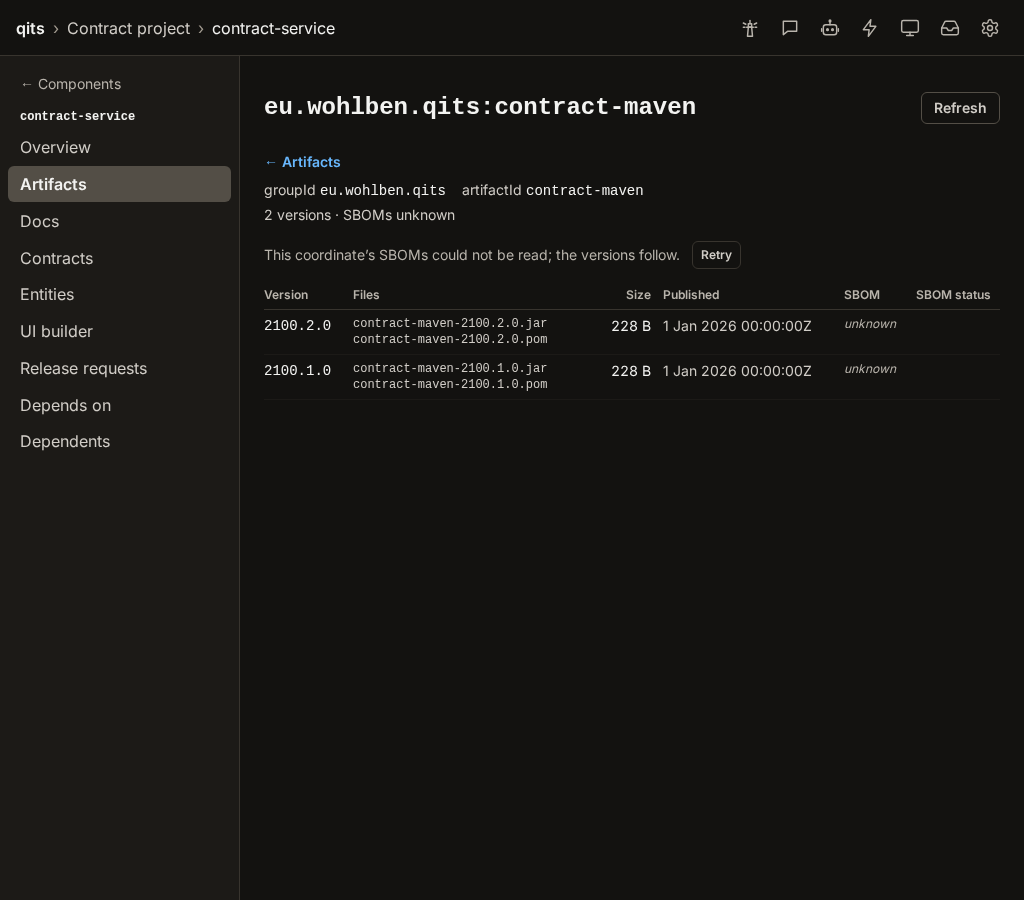 qits › Contract project › contract-service
← Components
contract-service
Overview
Artifacts
Docs
Contracts
Entities
UI builder
Release requests
Depends on
Dependents
eu.wohlben.qits:contract-maven
Refresh
← Artifacts
groupId eu.wohlben.qits artifactId contract-maven
2 versions · SBOMs unknown
This coordinate’s SBOMs could not be read; the versions follow. Retry
Version Files Size Published SBOM SBOM status
2100.2.0 contract-maven-2100.2.0.jar 228 B 1 Jan 2026 00:00:00Z unknown
contract-maven-2100.2.0.pom
2100.1.0 contract-maven-2100.1.0.jar 228 B 1 Jan 2026 00:00:00Z unknown
contract-maven-2100.1.0.pom